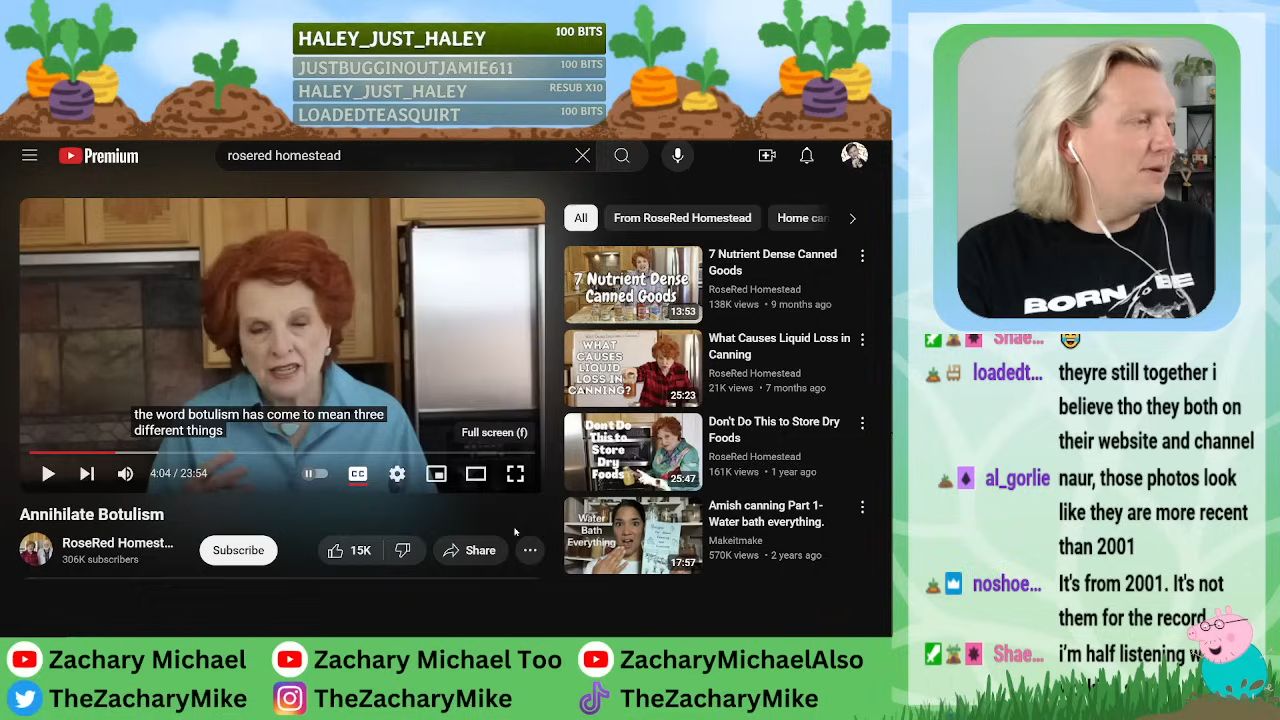 HALEY_JUST_HALEY 100 BITS
JUSTBUGGINOUTJAMIE611 100 BITS
HALEY_JUST_HALEY RESUB X10
LOADEDTEASQUIRT 100 BITS
Premium
rosered homestead
the word botulism has come to mean three
different things
Full screen (f)
4:04 / 23:54
CC
Annihilate Botulism
RoseRed Homest...
306K subscribers
Subscribe
15K
Share
All
From RoseRed Homestead
Home can
7 Nutrient Dense
Canned Goods
13:53
7 Nutrient Dense Canned
Goods
RoseRed Homestead
138K views • 9 months ago
WHAT
CAUSES
LIQUID
LOSS IN
CANNING?
25:23
What Causes Liquid Loss in
Canning
RoseRed Homestead
21K views • 7 months ago
Don't Do
This to
Store
Dry
Foods
25:47
Don't Do This to Store Dry
Foods
RoseRed Homestead
161K views • 1 year ago
Water
Bath
Everything
17:57
Amish canning Part 1-
Water bath everything.
Makeitmake
570K views • 2 years ago
BORN BE
Shae...
loadedt... theyre still together i
believe tho they both on
their website and channel
al_gorlie naur, those photos look
like they are more recent
than 2001
noshoe... It's from 2001. It's not
them for the record
Shae... i'm half listening
Zachary Michael
Zachary Michael Too
ZacharyMichaelAlso
TheZacharyMike
TheZacharyMike
TheZacharyMike